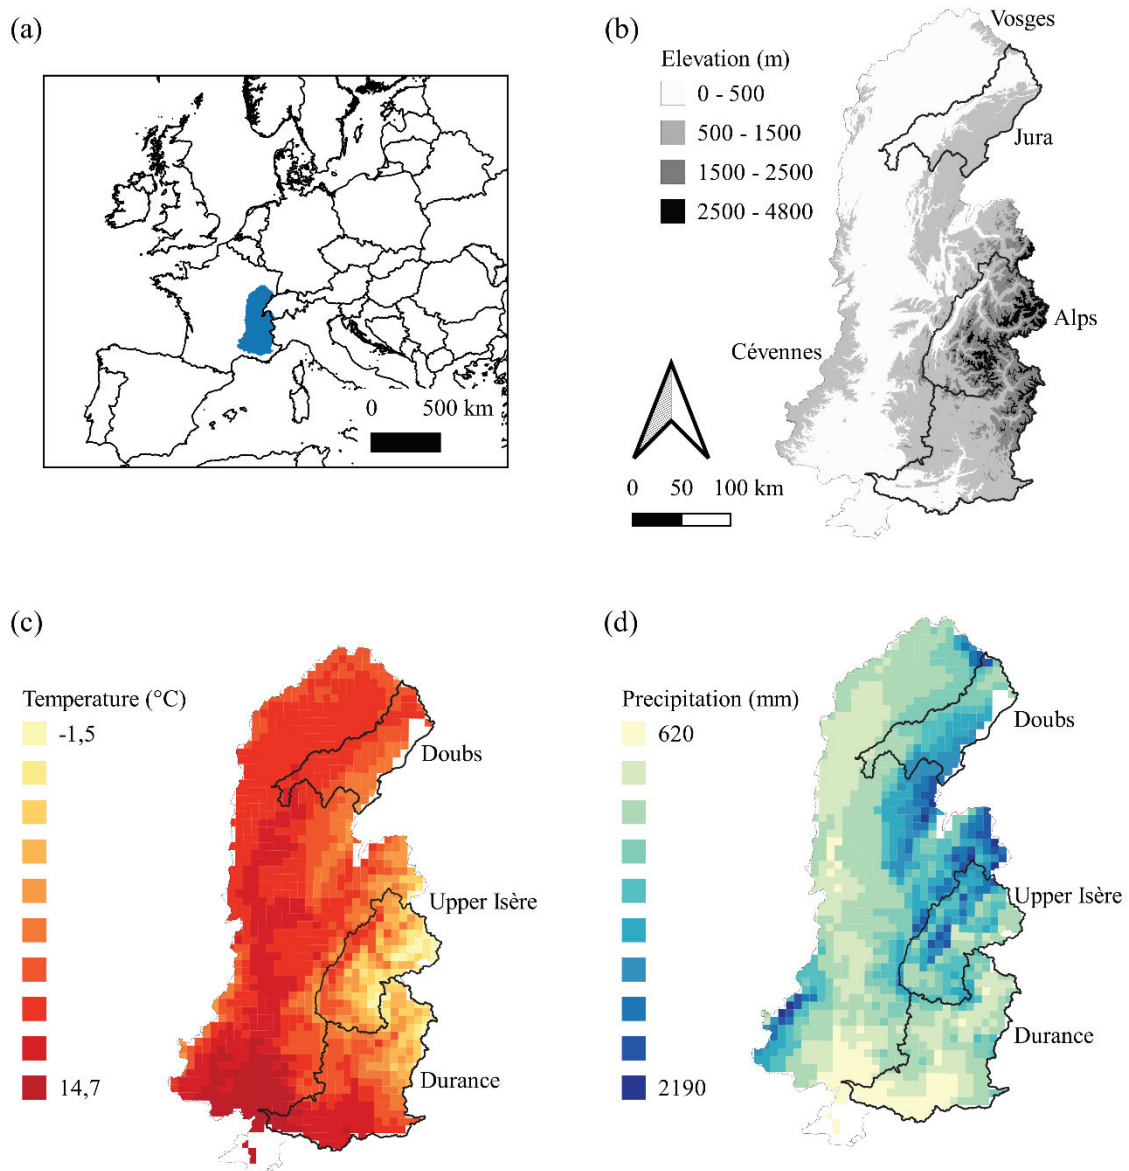 (a)
0 500 km
(b)
Vosges
Elevation (m)
0 - 500
500 - 1500
1500 - 2500
2500 - 4800
Jura
Alps
Cévennes
0 50 100 km
(c)
Temperature (°C)
-1,5
14,7
Doubs
Upper Isère
Durance
(d)
Precipitation (mm)
620
2190
Doubs
Upper Isère
Durance